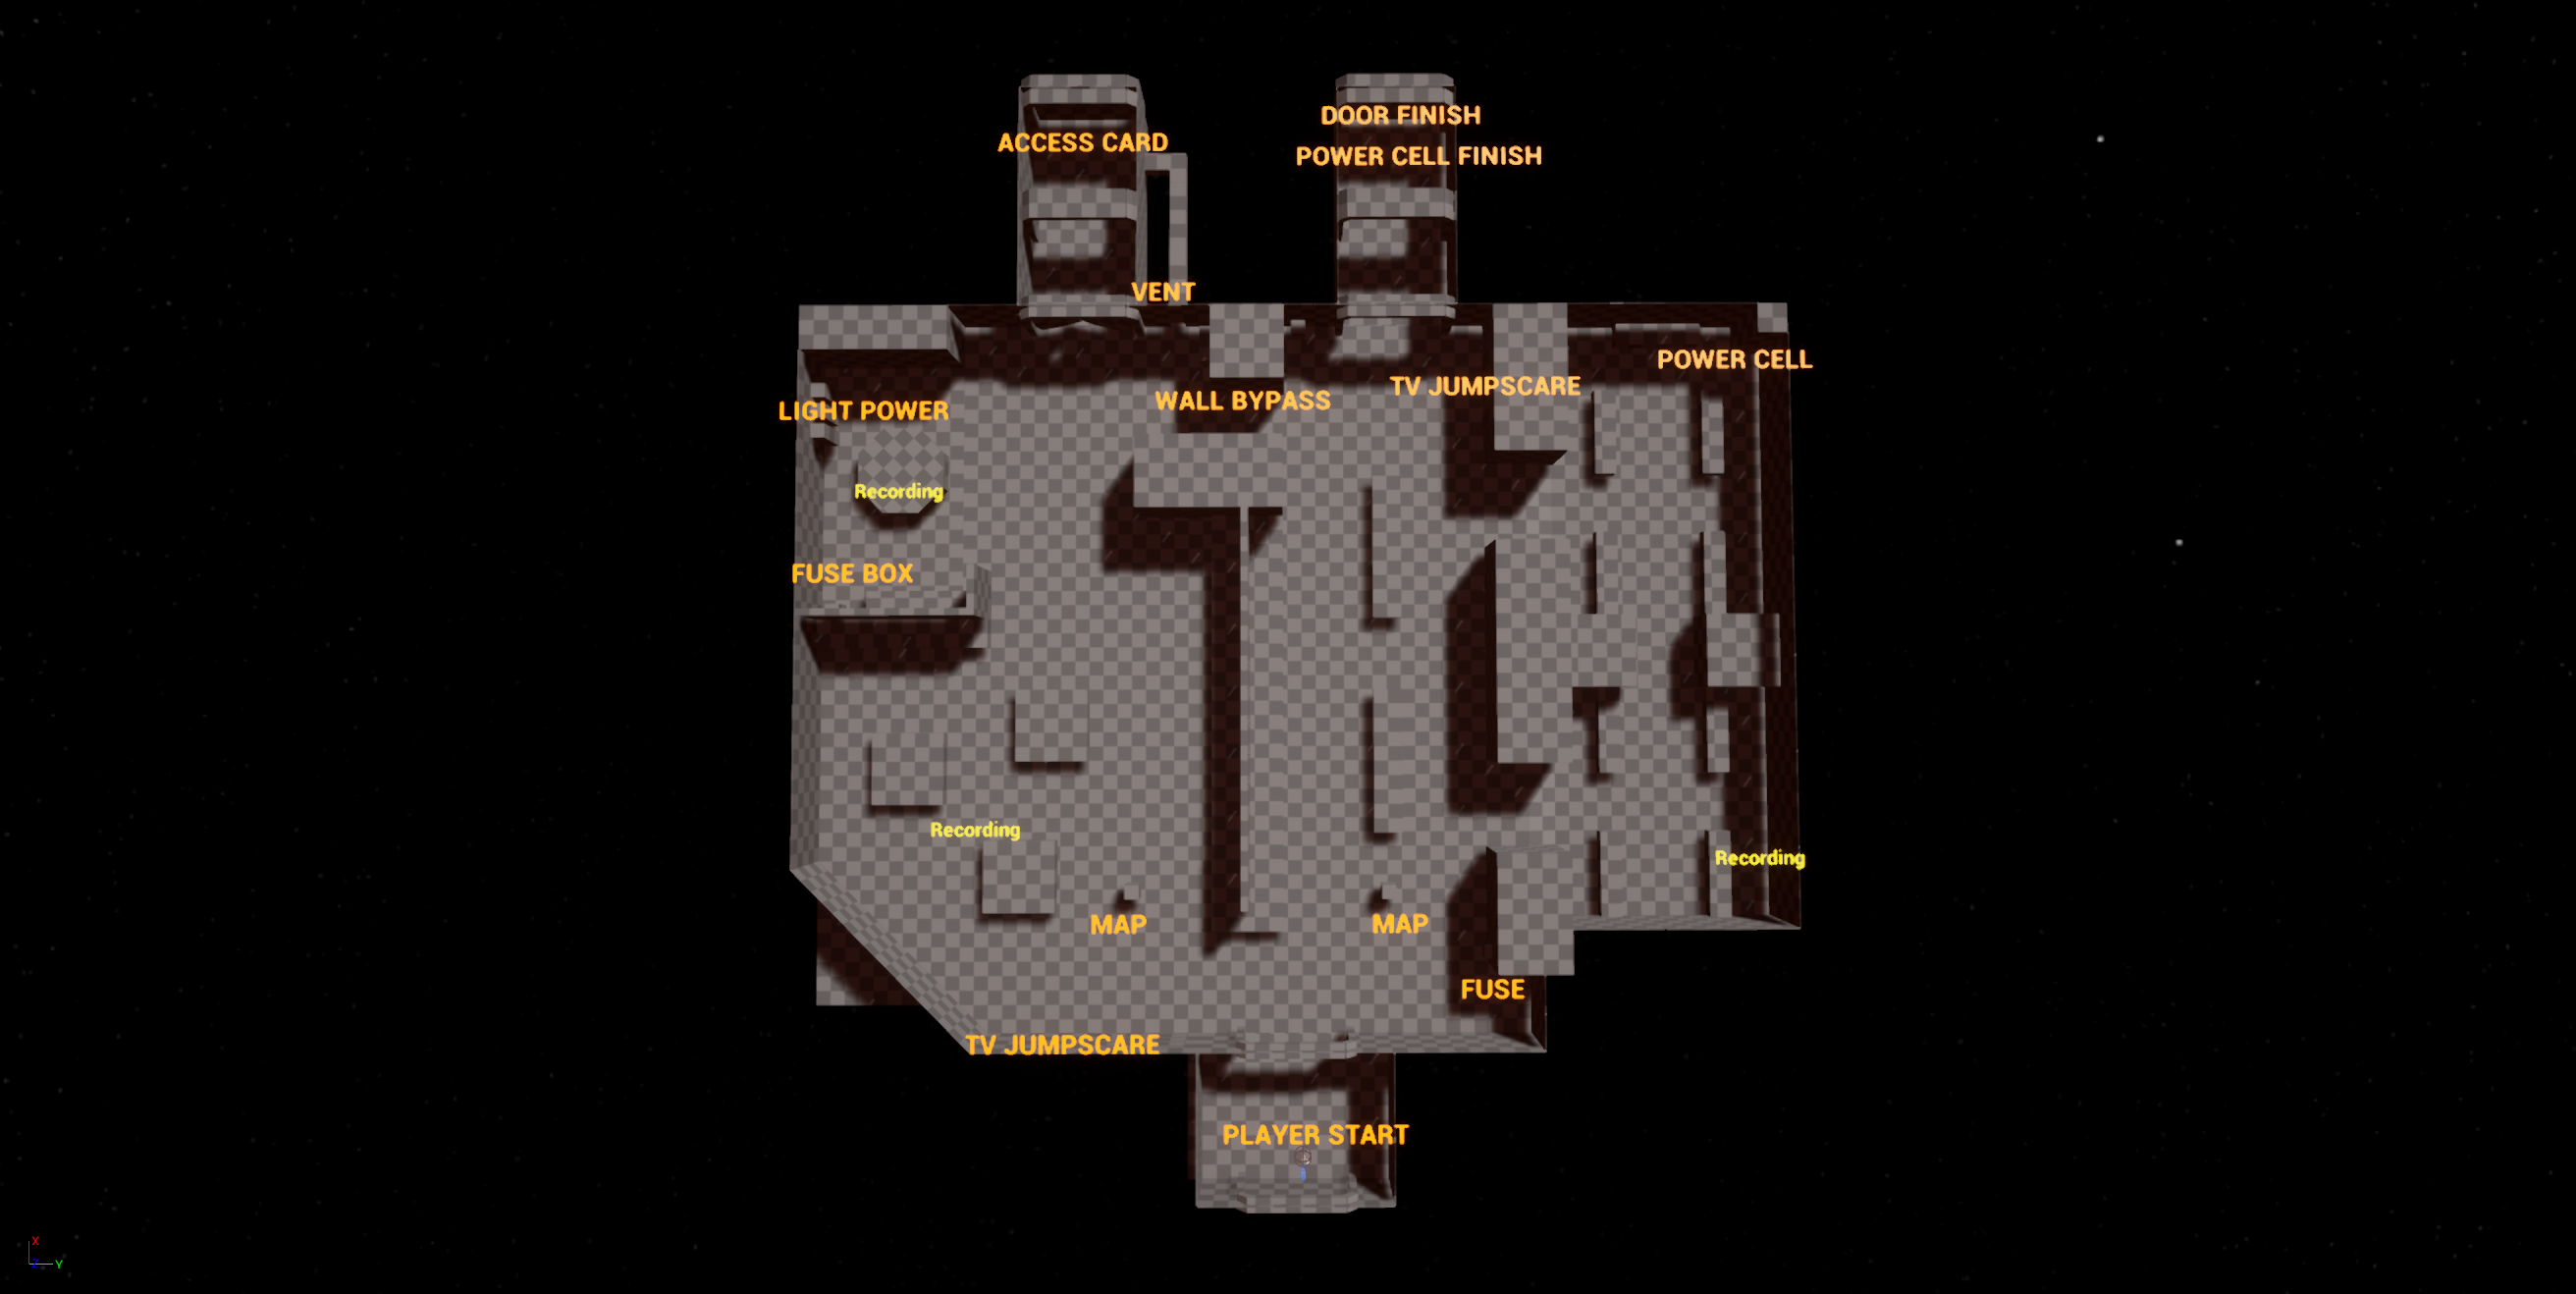 DOOR FINISH
ACCESS CARD
POWER CELL FINISH
VENT
POWER CELL
TV JUMPSCARE
WALL BYPASS
LIGHT POWER
Recording
FUSE BOX
Recording
Recording
MAP
MAP
FUSE
TV JUMPSCARE
PLAYER START
X
Z
Y